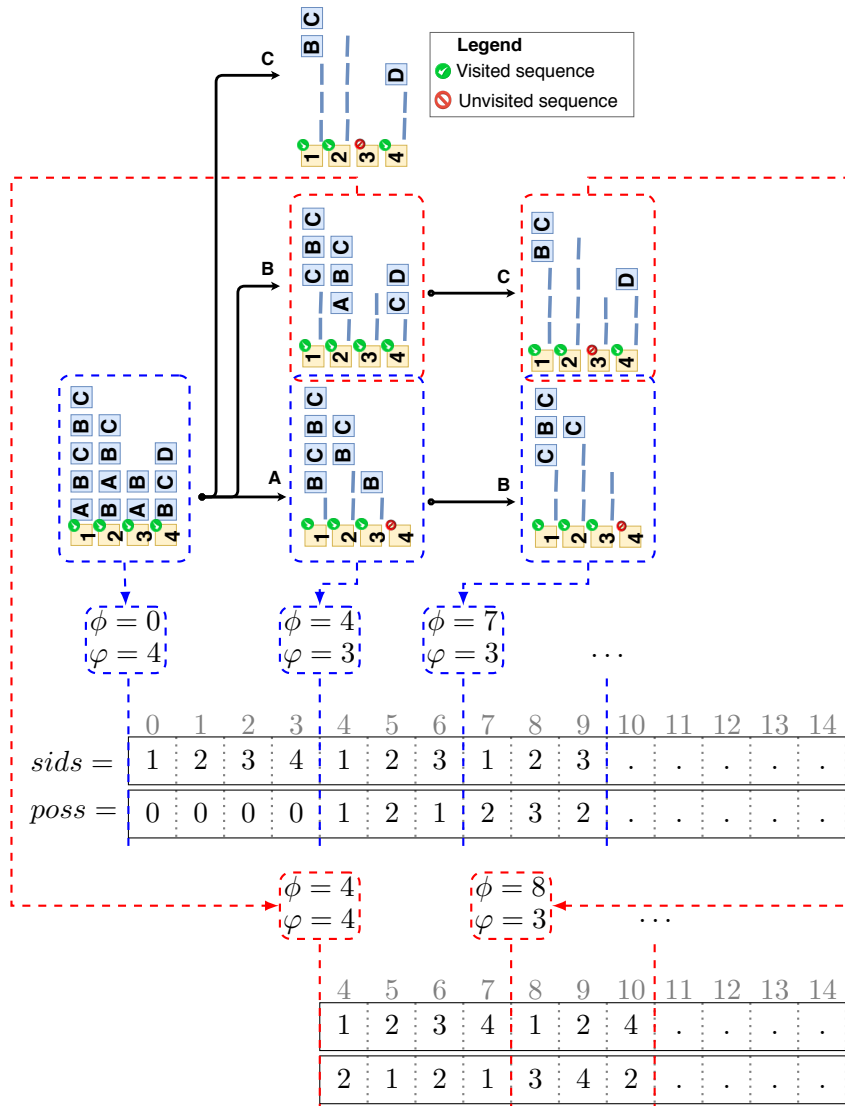 Legend
Visited sequence
Unvisited sequence
C
1 B C
2
3
4 D
B
1 C B C
2 A B C
3
4 C D
C
1 B C
2
3
4 D
1 A B C B C
2 B A B C
3 A B
4 B C D
A
1 B C B C
2 B C
3 B
4
B
1 C B C
2 C
3
4
ϕ = 0
φ = 4
ϕ = 4
φ = 3
ϕ = 7
φ = 3
...
0 1 2 3 4 5 6 7 8 9 10 11 12 13 14
sids = 1 2 3 4 1 2 3 1 2 3 . . . . .
poss = 0 0 0 0 1 2 1 2 3 2 . . . . .
ϕ = 4
φ = 4
ϕ = 8
φ = 3
...
4 5 6 7 8 9 10 11 12 13 14
1 2 3 4 1 2 4 . . . .
2 1 2 1 3 4 2 . . . .